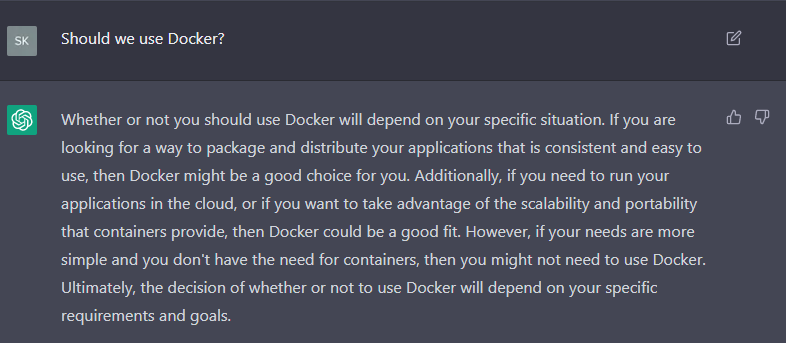 SK
Should we use Docker?
Whether or not you should use Docker will depend on your specific situation. If you are
looking for a way to package and distribute your applications that is consistent and easy to
use, then Docker might be a good choice for you. Additionally, if you need to run your
applications in the cloud, or if you want to take advantage of the scalability and portability
that containers provide, then Docker could be a good fit. However, if your needs are more
simple and you don't have the need for containers, then you might not need to use Docker.
Ultimately, the decision of whether or not to use Docker will depend on your specific
requirements and goals.